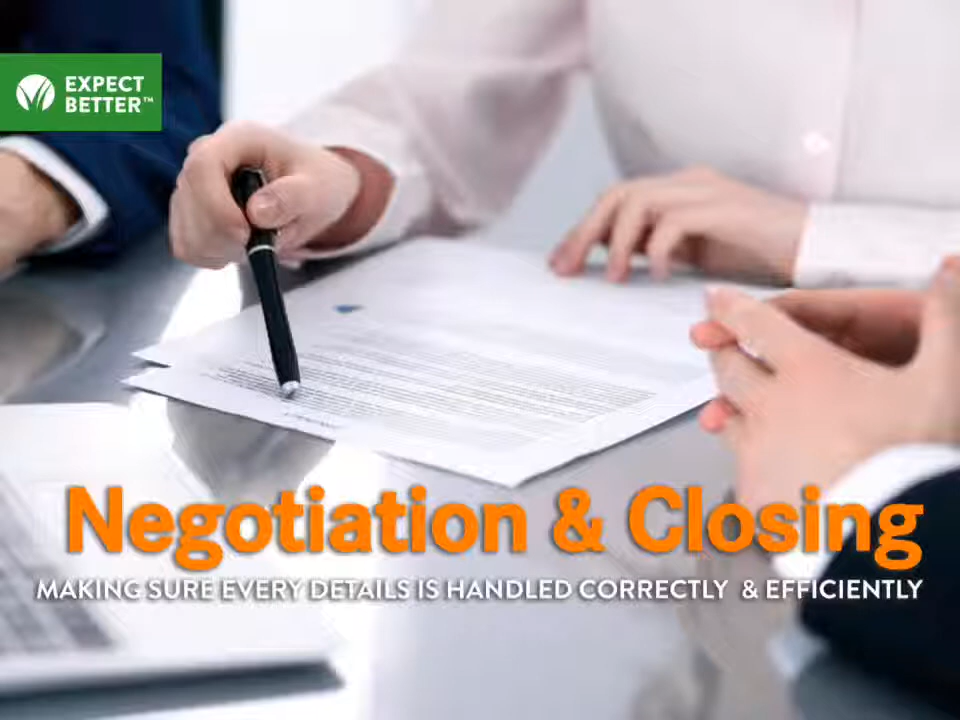 EXPECT
BETTER™
Negotiation & Closing
MAKING SURE EVERY DETAILS IS HANDLED CORRECTLY & EFFICIENTLY